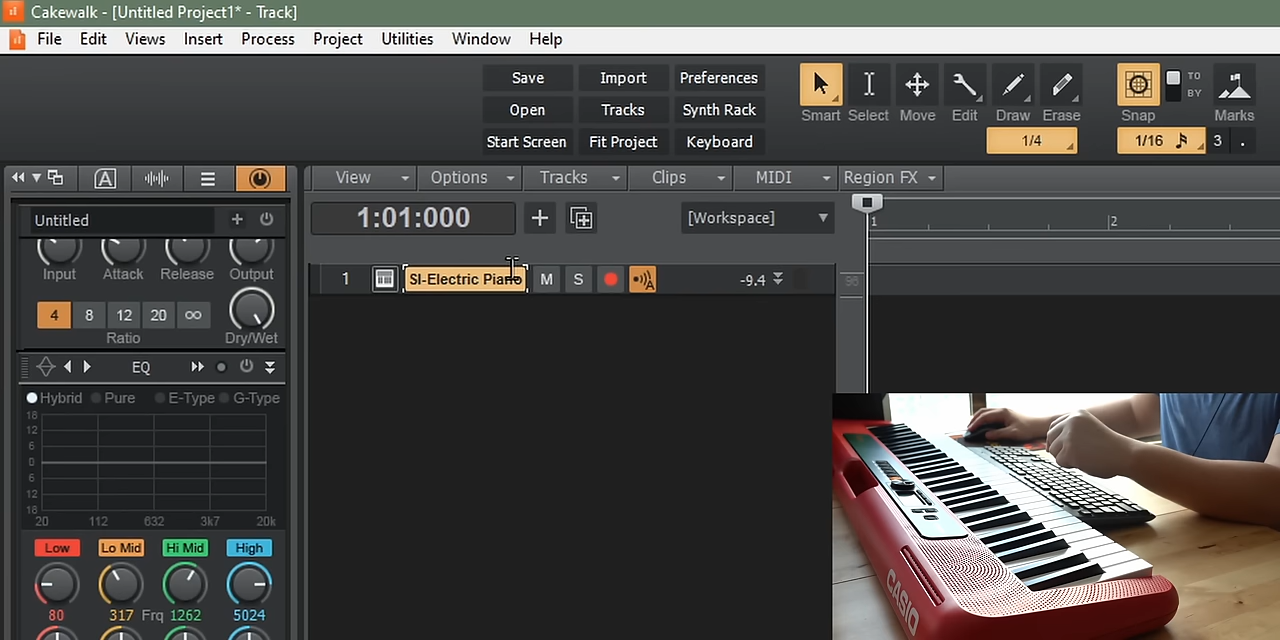 Cakewalk - [Untitled Project1* - Track]
File Edit Views Insert Process Project Utilities Window Help
Save Import Preferences
Open Tracks Synth Rack
Start Screen Fit Project Keyboard
Smart Select Move Edit Draw Erase Snap TO BY Marks
1/4 1/16 3 .
A View Options Tracks Clips MIDI Region FX
Untitled + 1:01:000 + [Workspace] 1 2
Input Attack Release Output
1 SI-Electric Piano M S A -9.4 96
4 8 12 20 ∞
Ratio Dry/Wet
EQ
Hybrid Pure E-Type G-Type
18
12
6
0
6
12
18
20 112 632 3k7 20k
Low Lo Mid Hi Mid High
80 317 Frq 1262 5024
CASIO